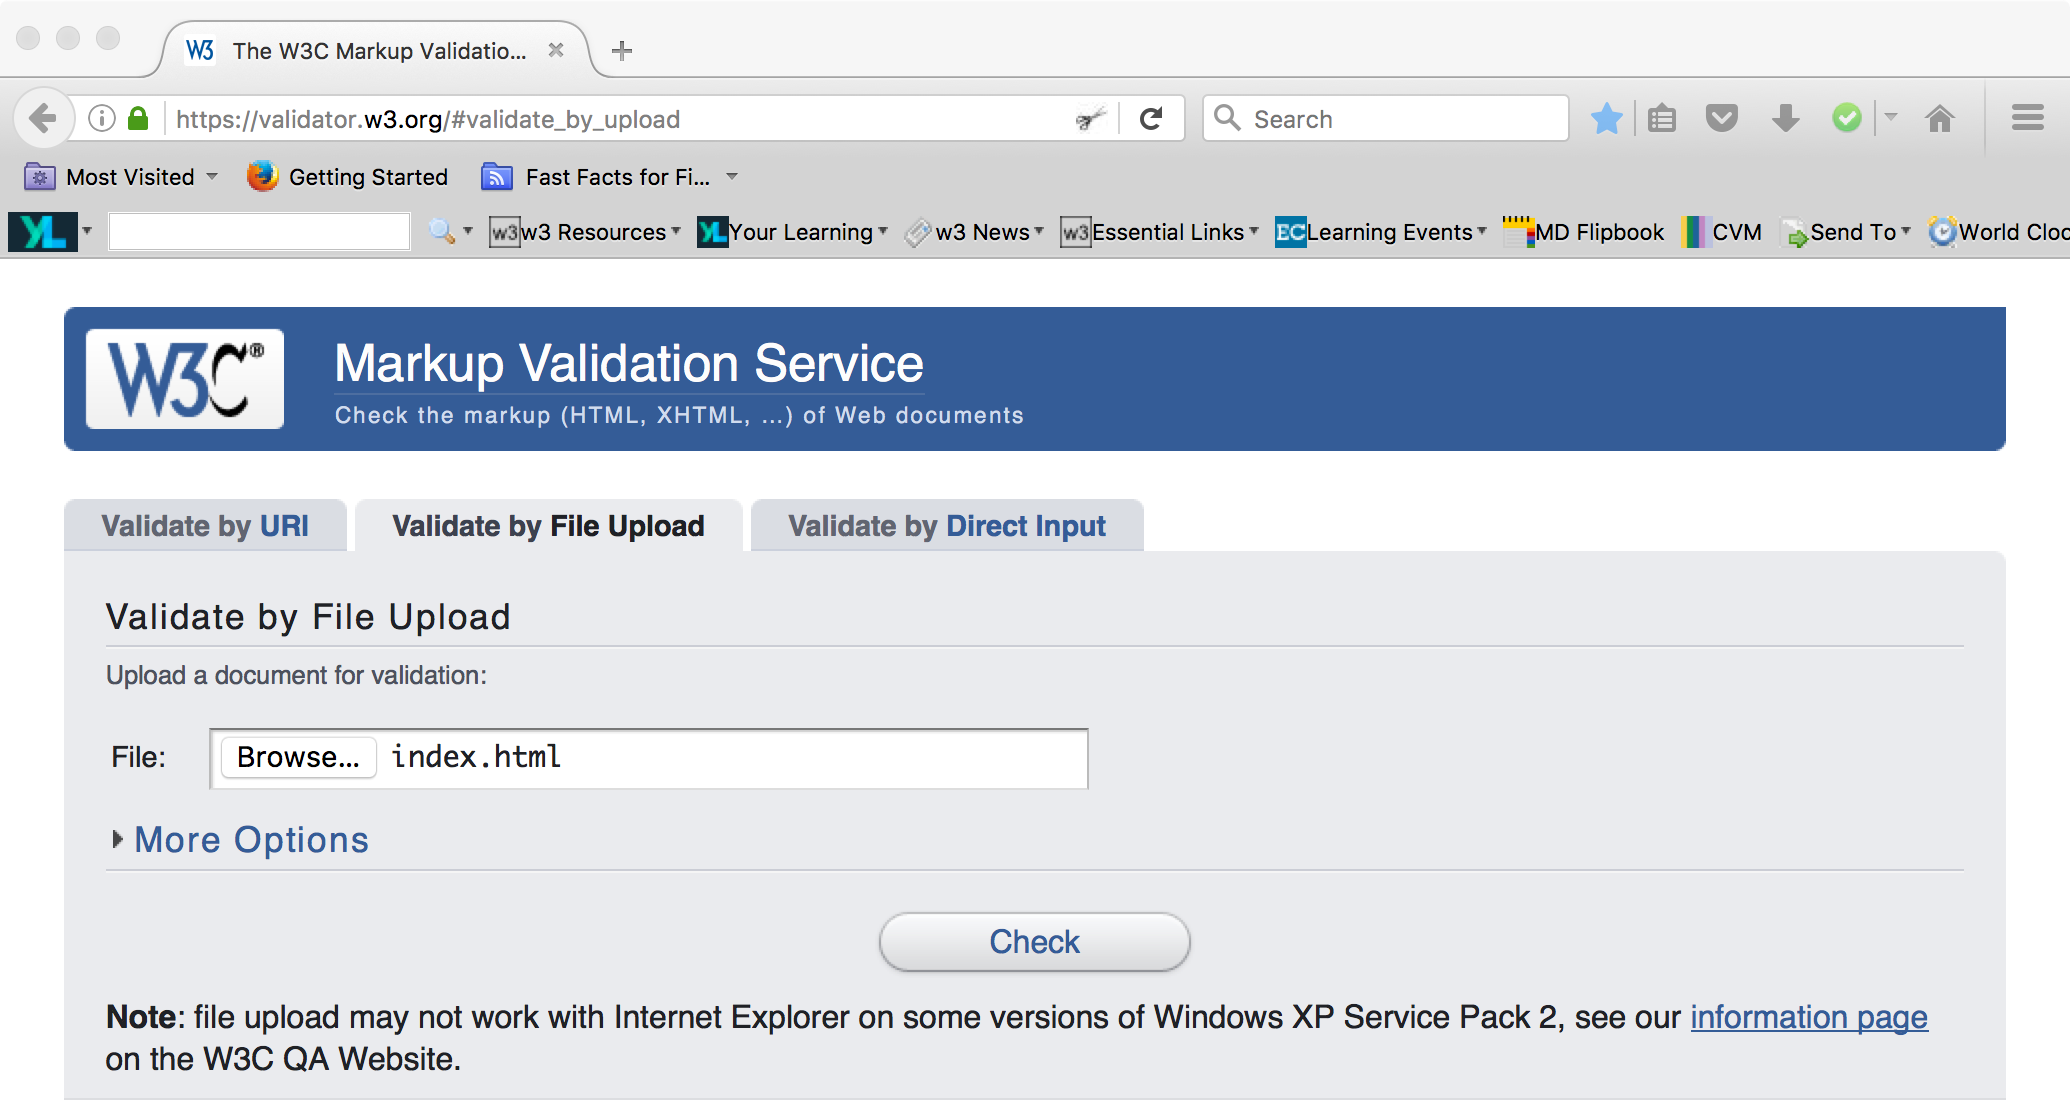 W3 The W3C Markup Validatio...
https://validator.w3.org/#validate_by_upload Search
Most Visited Getting Started Fast Facts for Fi...
YL w3 w3 Resources YL Your Learning w3 News w3 Essential Links EC Learning Events MD Flipbook CVM Send To World Cloc
W3C® Markup Validation Service
Check the markup (HTML, XHTML, ...) of Web documents
Validate by URI Validate by File Upload Validate by Direct Input
Validate by File Upload
Upload a document for validation:
File: Browse... index.html
More Options
Check
Note: file upload may not work with Internet Explorer on some versions of Windows XP Service Pack 2, see our information page
on the W3C QA Website.